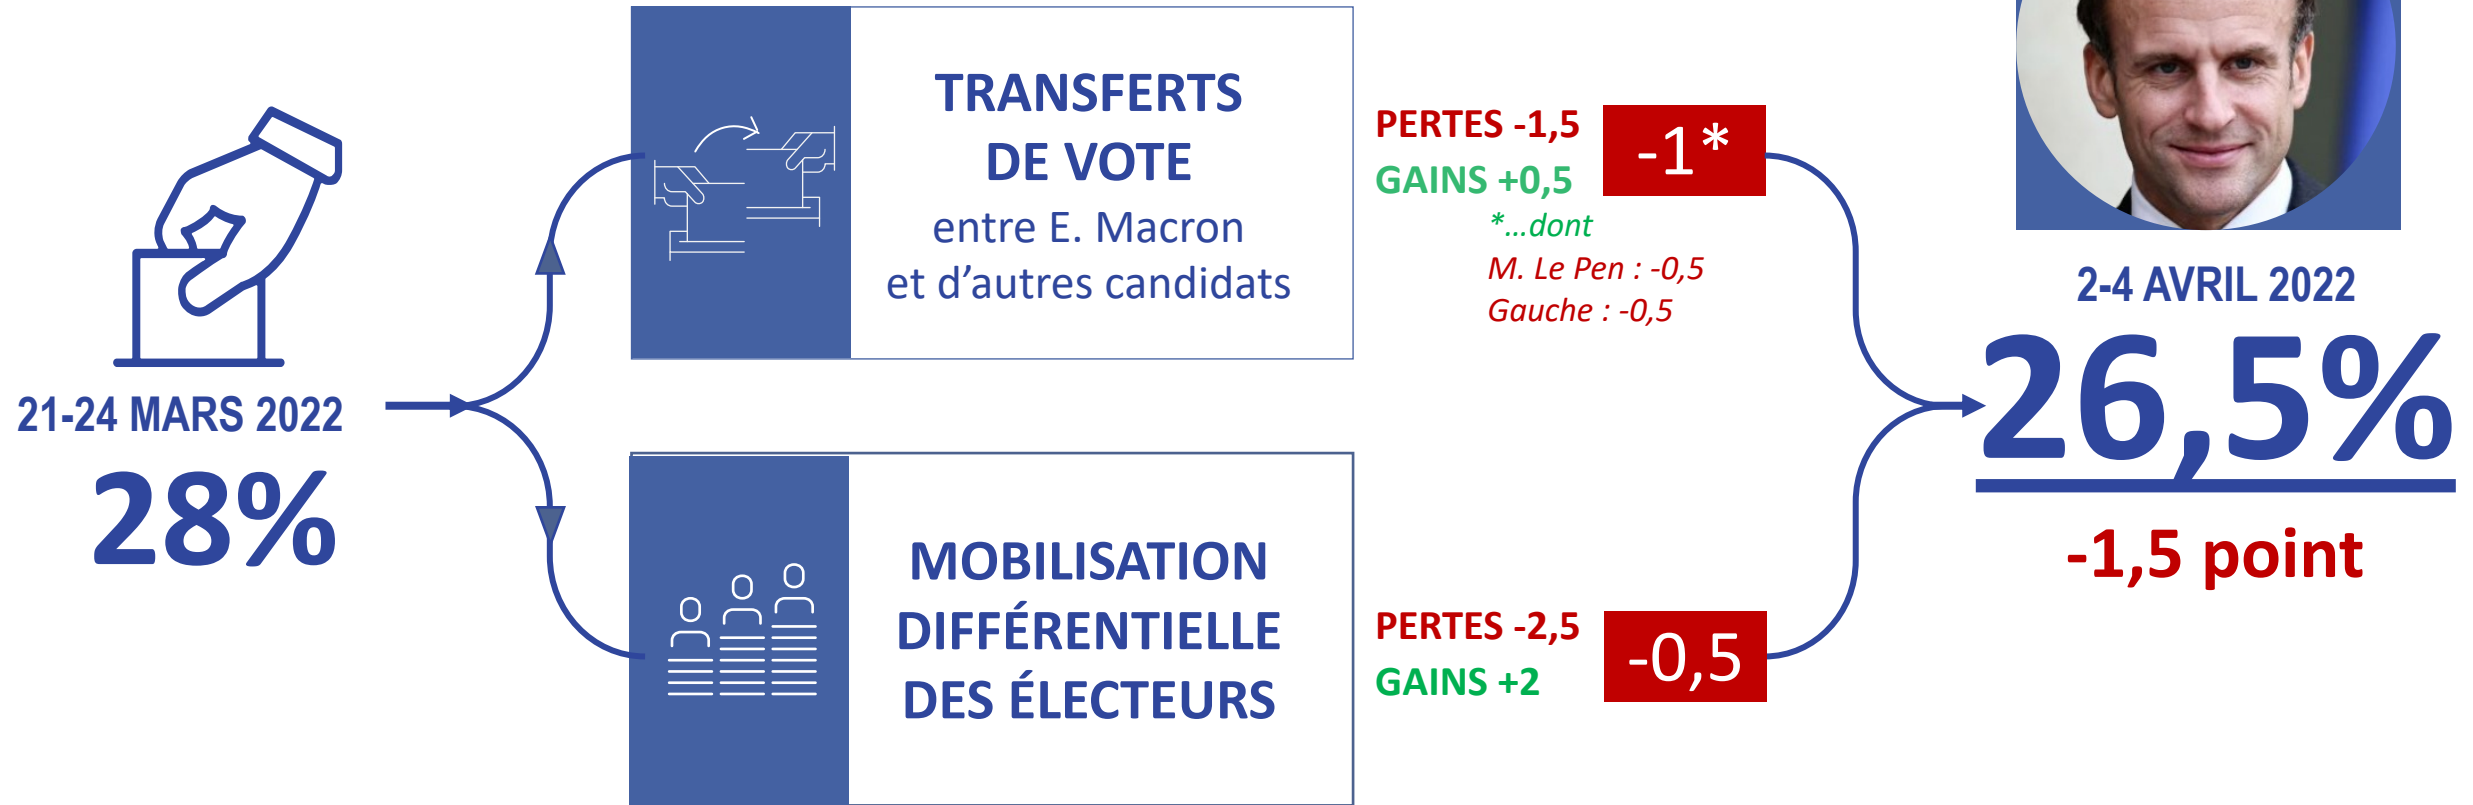 21-24 MARS 2022
28%
TRANSFERTS
DE VOTE
entre E. Macron
et d'autres candidats
PERTES -1,5
GAINS +0,5
-1*
*...dont
M. Le Pen : -0,5
Gauche : -0,5
MOBILISATION
DIFFÉRENTIELLE
DES ÉLECTEURS
PERTES -2,5
GAINS +2
-0,5
2-4 AVRIL 2022
26,5%
-1,5 point